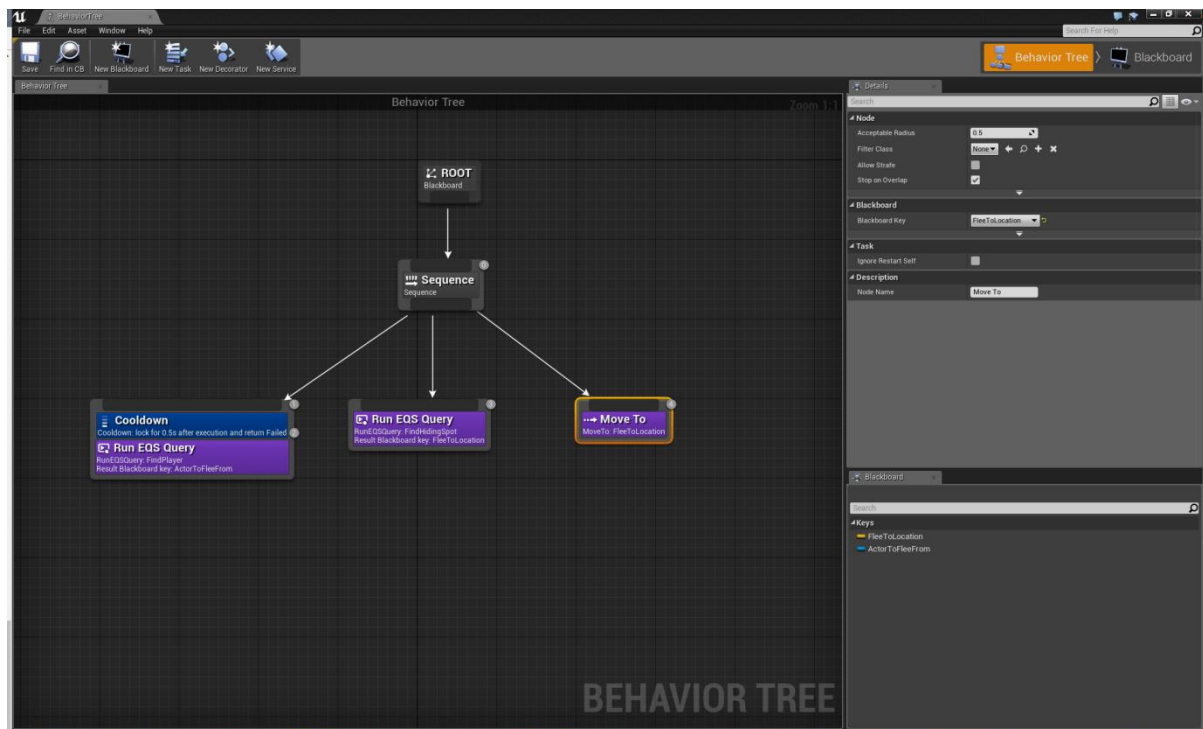 BehaviorTree
File Edit Asset Window Help
Search For Help
Save Find in CB New Blackboard New Task New Decorator New Service
Behavior Tree Blackboard
Behavior Tree
Behavior Tree
Zoom 1:1
ROOT
Blackboard
Sequence
Sequence
Cooldown
Cooldown: lock for 0.5s after execution and return Failed
Run EQS Query
RunEQSQuery: FindPlayer
Result Blackboard key: ActorToFleeFrom
Run EQS Query
RunEQSQuery: FindHidingSpot
Result Blackboard key: FleeToLocation
Move To
MoveTo: FleeToLocation
BEHAVIOR TREE
Details
Search
Node
Acceptable Radius 0.5
Filter Class None
Allow Strafe
Stop on Overlap
Blackboard
Blackboard Key FleeToLocation
Task
Ignore Restart Self
Description
Node Name Move To
Blackboard
Search
Keys
FleeToLocation
ActorToFleeFrom